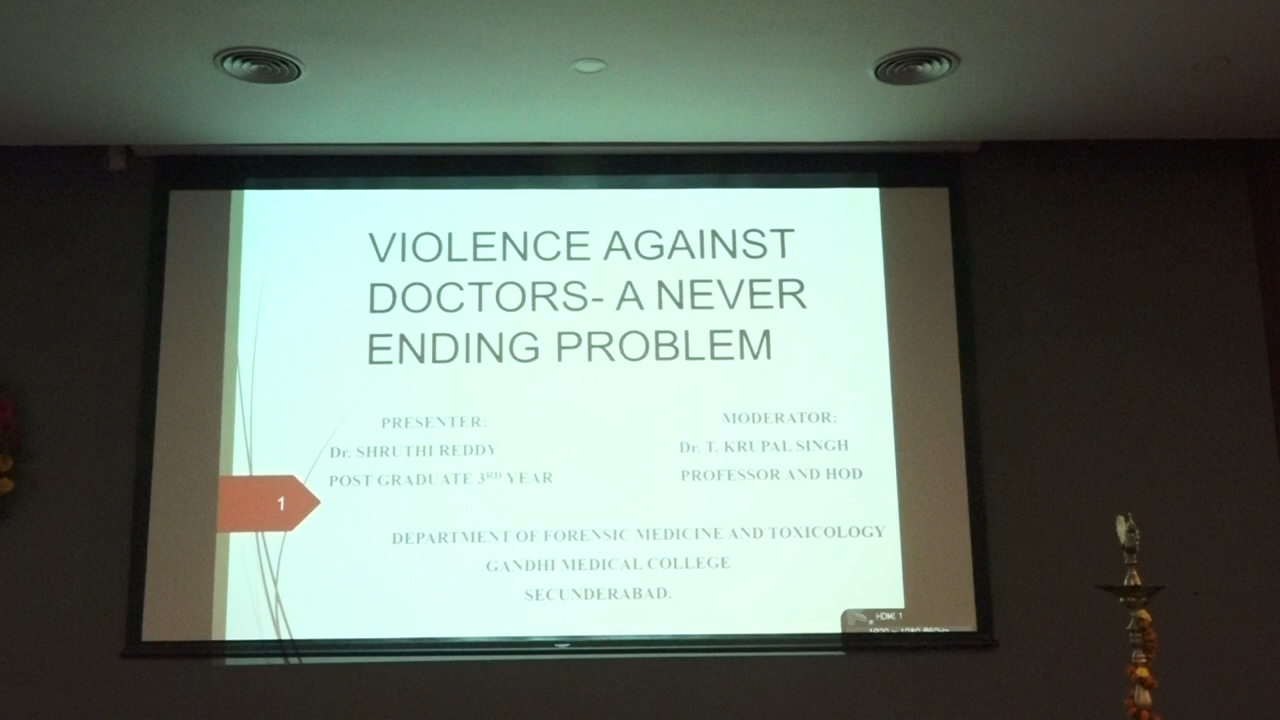 VIOLENCE AGAINST
DOCTORS- A NEVER
ENDING PROBLEM
PRESENTER:
Dr. SHRUTHI REDDY
POST GRADUATE 3RD YEAR
MODERATOR:
Dr. T. KRUPAL SINGH
PROFESSOR AND HOD
1
DEPARTMENT OF FORENSIC MEDICINE AND TOXICOLOGY
GANDHI MEDICAL COLLEGE
SECUNDERABAD.
HDMI 1